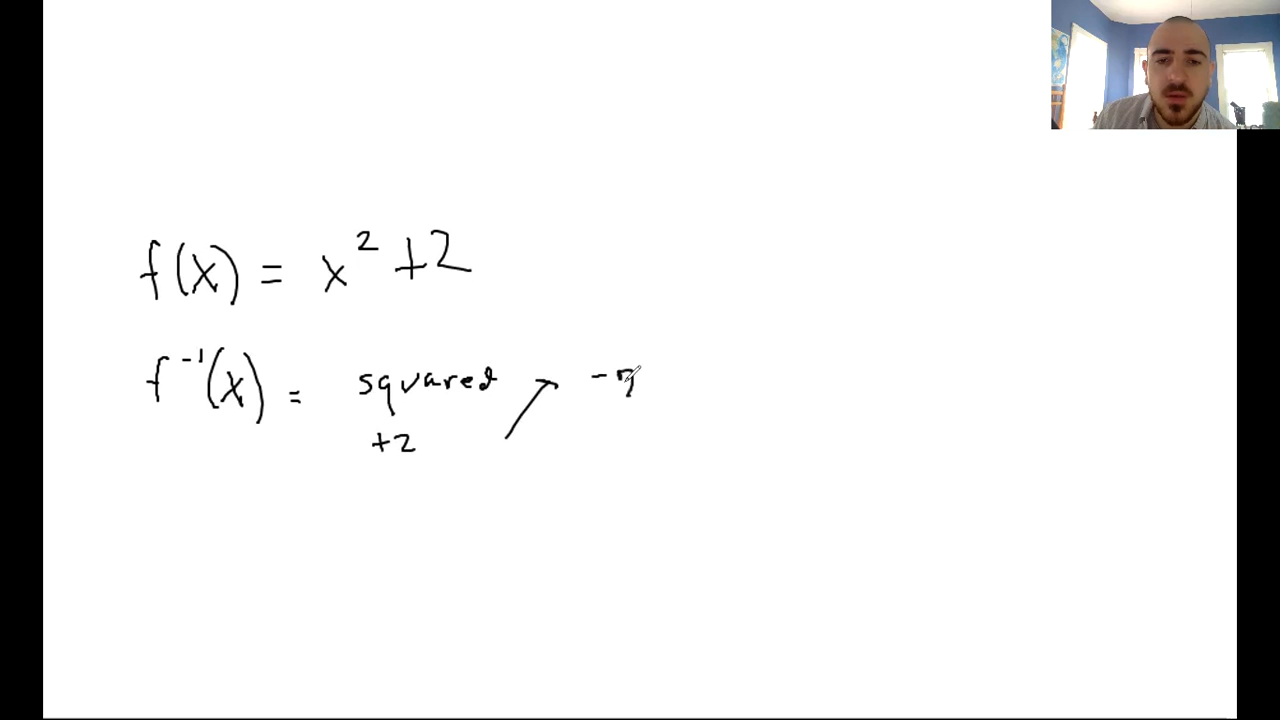 f(x) = x² +2
f⁻¹(x) = squared
+2